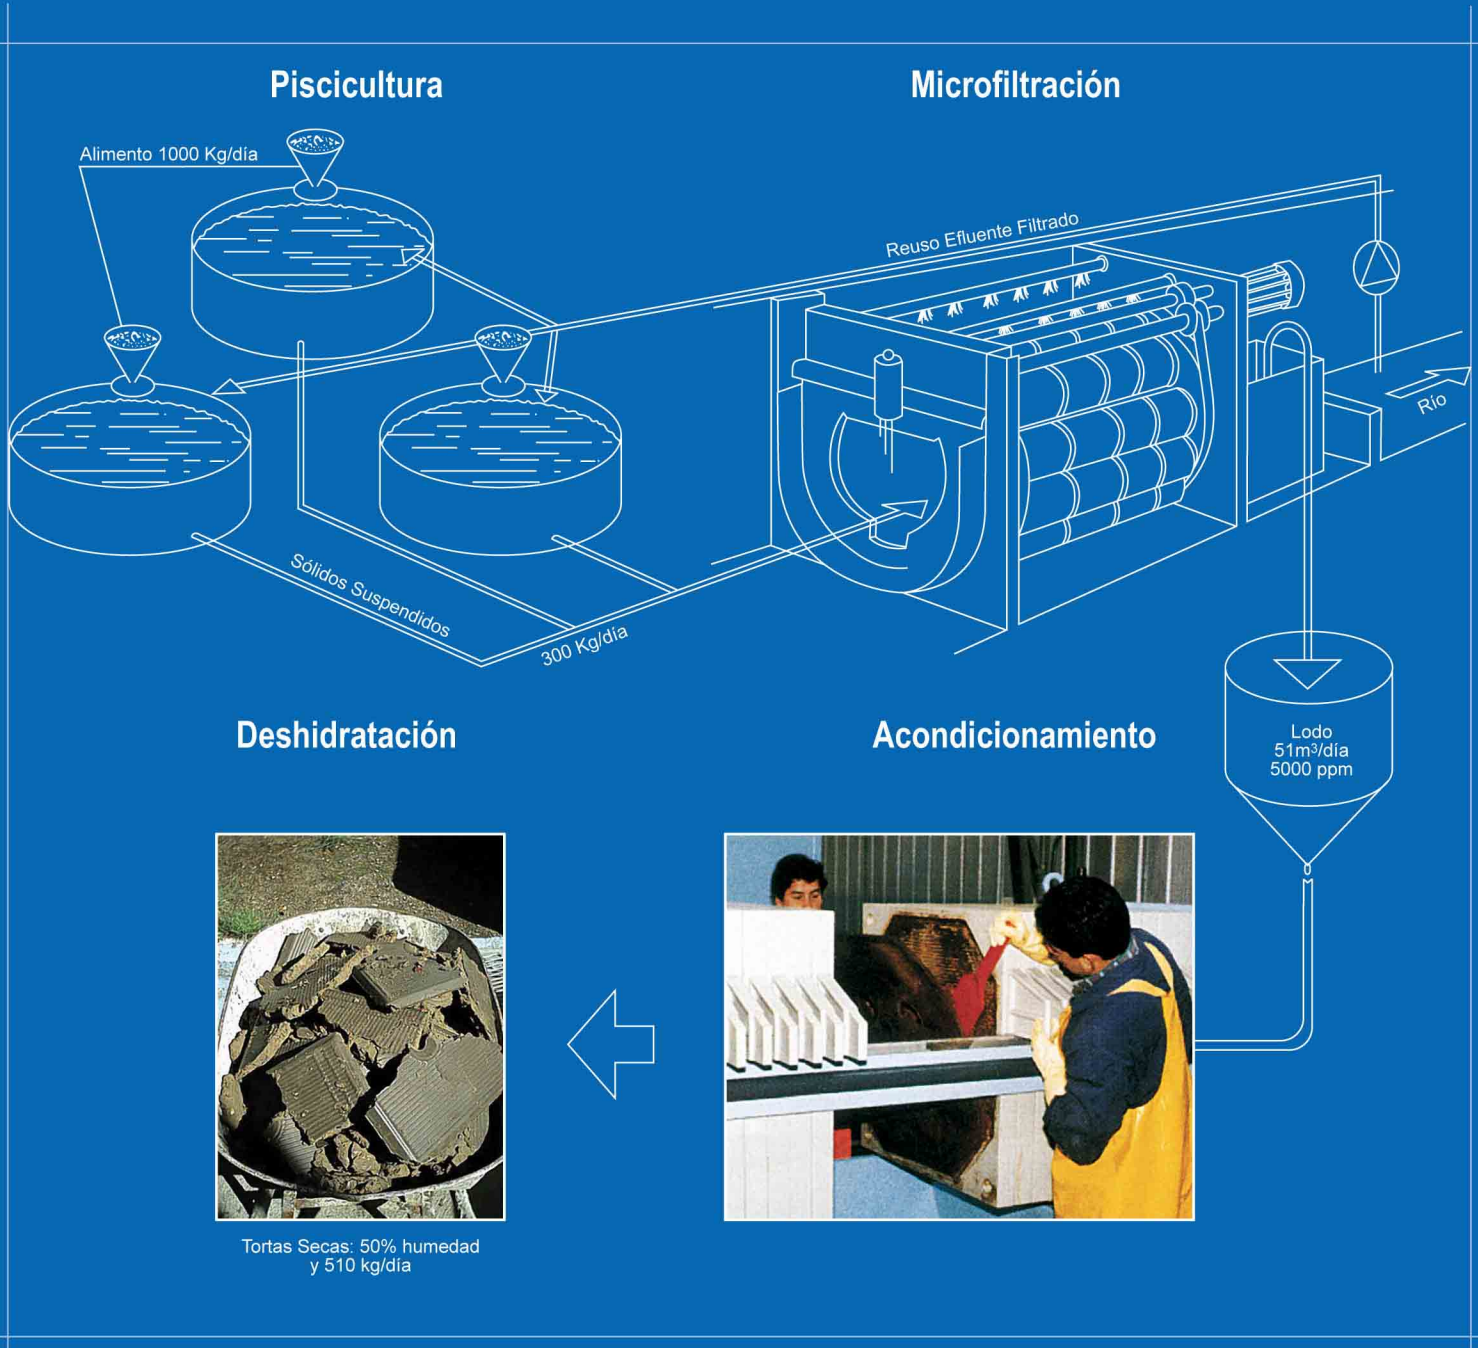 Piscicultura
Microfiltración
Alimento 1000 Kg/día
Reuso Efluente Filtrado
Río
Sólidos Suspendidos
300 Kg/día
Deshidratación
Acondicionamiento
Lodo
51m³/día
5000 ppm
Tortas Secas: 50% humedad
y 510 kg/día